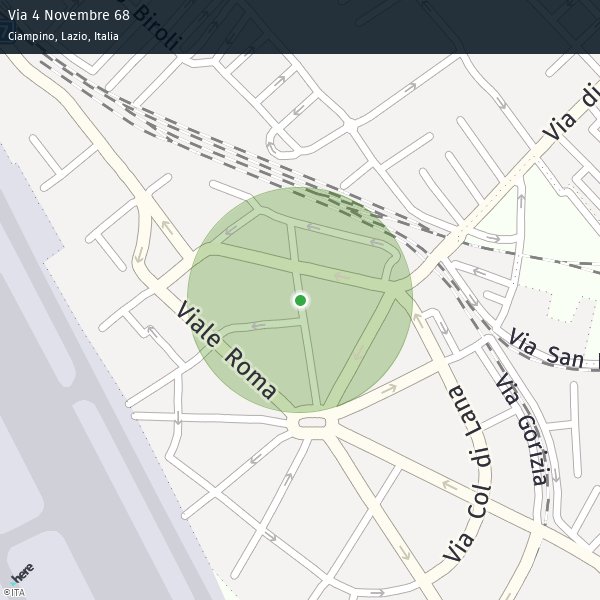 Via 4 Novembre 68
Ciampino, Lazio, Italia
Biroli
Via di
Viale Roma
Via San
Via Gorizia
Via Col di Lana
here
©ITA